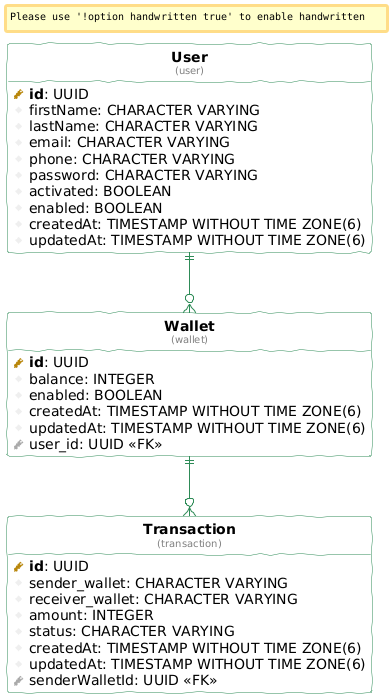 Please use '!option handwritten true' to enable handwritten
User
(user)
id: UUID
firstName: CHARACTER VARYING
lastName: CHARACTER VARYING
email: CHARACTER VARYING
phone: CHARACTER VARYING
password: CHARACTER VARYING
activated: BOOLEAN
enabled: BOOLEAN
createdAt: TIMESTAMP WITHOUT TIME ZONE(6)
updatedAt: TIMESTAMP WITHOUT TIME ZONE(6)
Wallet
(wallet)
id: UUID
balance: INTEGER
enabled: BOOLEAN
createdAt: TIMESTAMP WITHOUT TIME ZONE(6)
updatedAt: TIMESTAMP WITHOUT TIME ZONE(6)
user_id: UUID «FK»
Transaction
(transaction)
id: UUID
sender_wallet: CHARACTER VARYING
receiver_wallet: CHARACTER VARYING
amount: INTEGER
status: CHARACTER VARYING
createdAt: TIMESTAMP WITHOUT TIME ZONE(6)
updatedAt: TIMESTAMP WITHOUT TIME ZONE(6)
senderWalletId: UUID «FK»